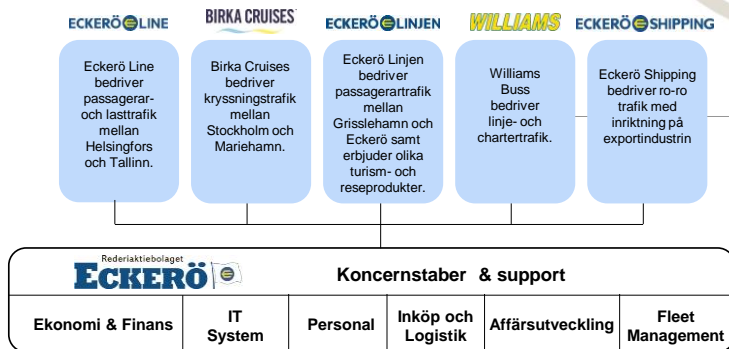 ECKERÖ LINE
BIRKA CRUISES
ECKERÖ LINJEN
WILLIAMS
ECKERÖ SHIPPING
Eckerö Line
bedriver
passagerar-
och lasttrafik
mellan
Helsingfors
och Tallinn.
Birka Cruises
bedriver
kryssningstrafik
mellan
Stockholm och
Mariehamn.
Eckerö Linjen
bedriver
passagerartrafik
mellan
Grisslehamn och
Eckerö samt
erbjuder olika
turism- och
reseprodukter.
Williams
Buss
bedriver
linje- och
chartertrafik.
Eckerö Shipping
bedriver ro-ro
trafik med
inriktning på
exportindustrin
Rederiaktiebolaget
ECKERÖ
Koncernstaber & support
Ekonomi & Finans
IT
System
Personal
Inköp och
Logistik
Affärsutveckling
Fleet
Management